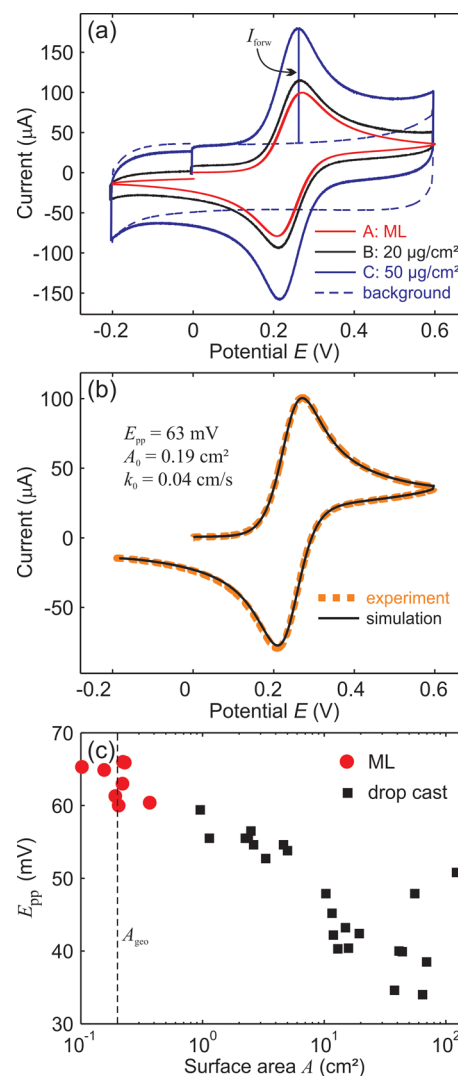 (a)
I_forw
Current (µA)
150
100
50
0
-50
-100
-150
A: ML
B: 20 µg/cm²
C: 50 µg/cm²
background
-0.2
0
0.2
0.4
0.6
Potential E (V)
(b)
E_pp = 63 mV
A_0 = 0.19 cm²
k_0 = 0.04 cm/s
Current (µA)
100
50
0
-50
experiment
simulation
-0.2
0
0.2
0.4
0.6
Potential E (V)
(c)
ML
drop cast
E_pp (mV)
70
60
50
40
30
A_geo
10⁻¹
10⁰
10¹
10²
Surface area A (cm²)